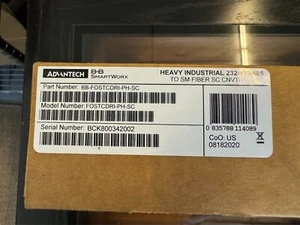 ADVANTECH B+B SMARTWORX HEAVY INDUSTRIAL 232/422/485
TO SM FIBER SC CNVTR
Part Number: BB-FOSTCDRI-PH-SC
Model Number: FOSTCDRI-PH-SC
0 835788 114089
Serial Number: BCK600342002
CoO: US
08182020